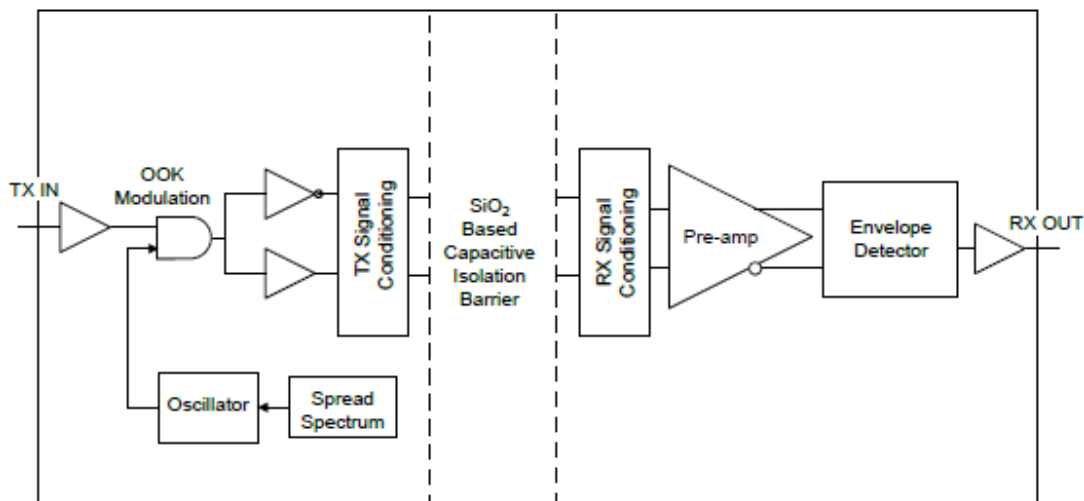 TX IN
OOK
Modulation
TX Signal
Conditioning
SiO2
Based
Capacitive
Isolation
Barrier
RX Signal
Conditioning
Pre-amp
Envelope
Detector
RX OUT
Oscillator
Spread
Spectrum